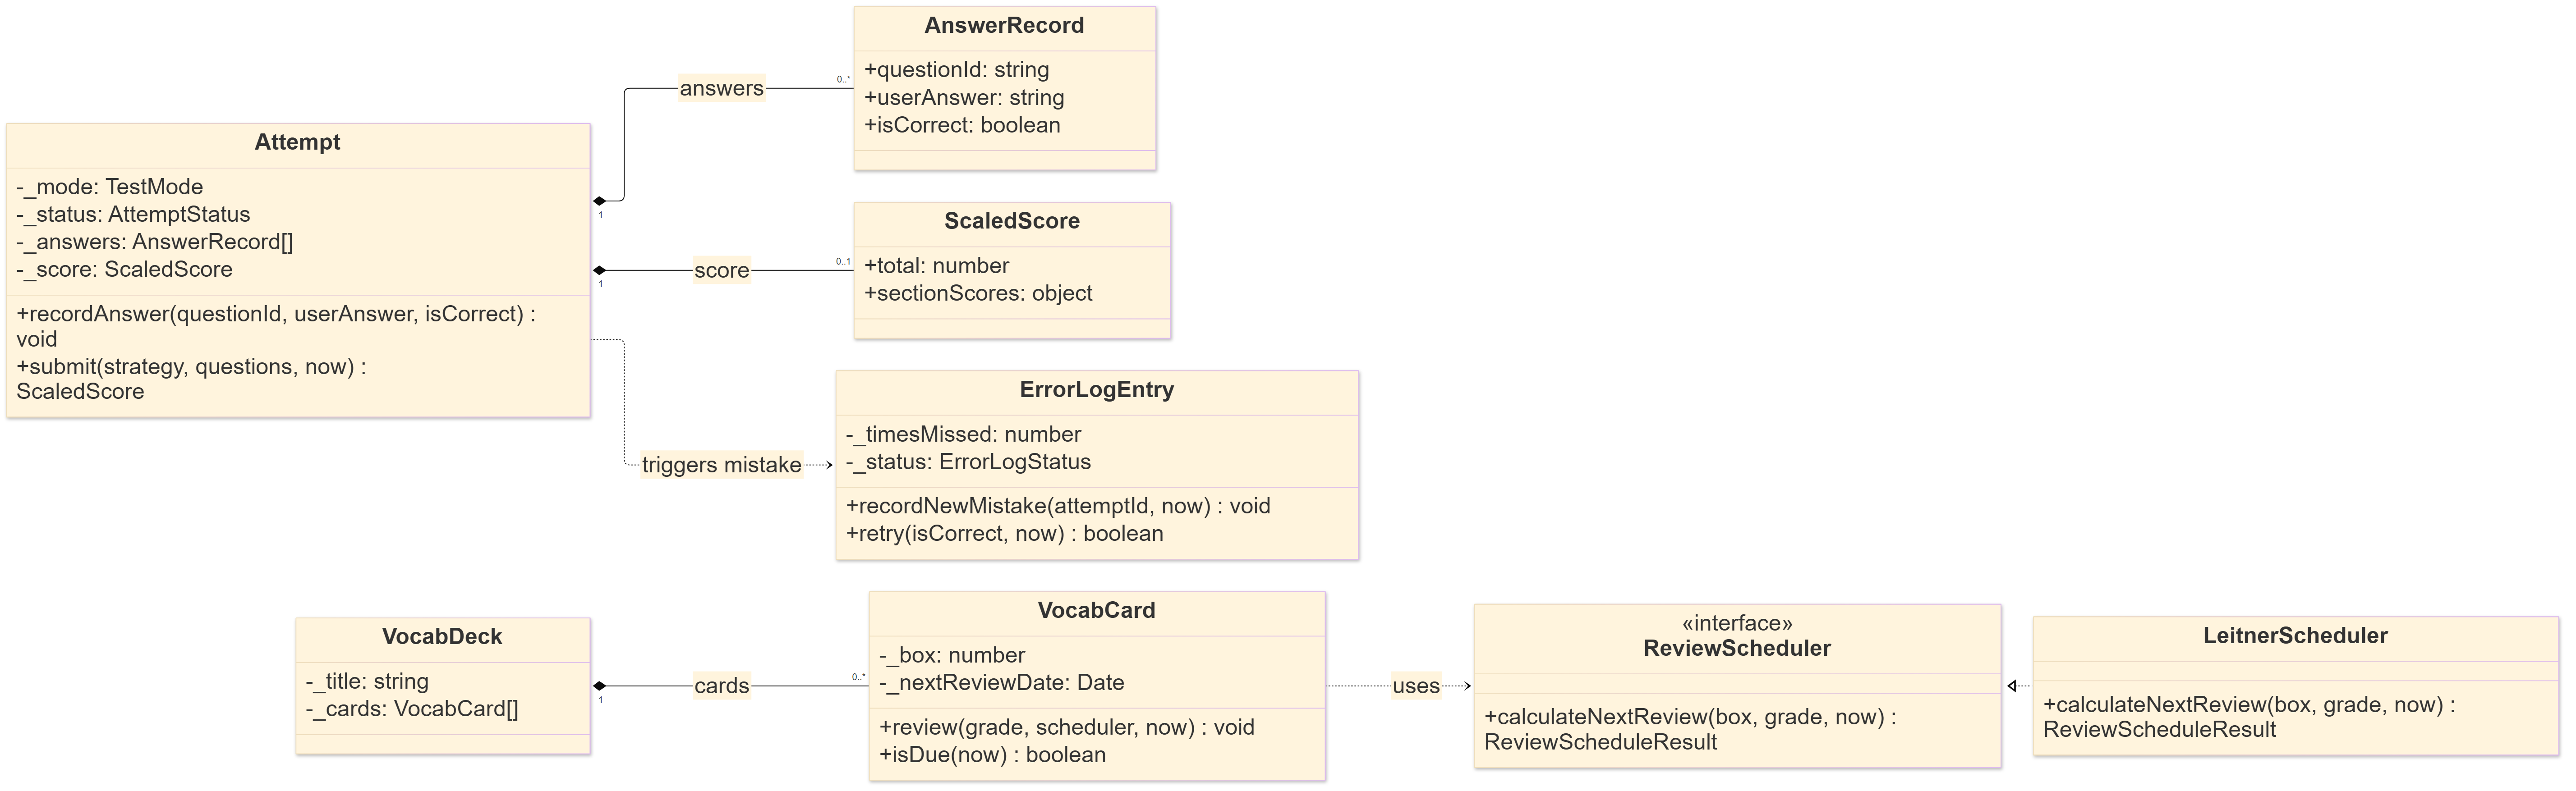 AnswerRecord
+questionId: string
+userAnswer: string
+isCorrect: boolean
answers
0..*
1
Attempt
-_mode: TestMode
-_status: AttemptStatus
-_answers: AnswerRecord[]
-_score: ScaledScore
+recordAnswer(questionId, userAnswer, isCorrect) :
void
+submit(strategy, questions, now) :
ScaledScore
score
0..1
1
ScaledScore
+total: number
+sectionScores: object
triggers mistake
ErrorLogEntry
-_timesMissed: number
-_status: ErrorLogStatus
+recordNewMistake(attemptId, now) : void
+retry(isCorrect, now) : boolean
VocabDeck
-_title: string
-_cards: VocabCard[]
cards
0..*
1
VocabCard
-_box: number
-_nextReviewDate: Date
+review(grade, scheduler, now) : void
+isDue(now) : boolean
uses
«interface»
ReviewScheduler
+calculateNextReview(box, grade, now) :
ReviewScheduleResult
LeitnerScheduler
+calculateNextReview(box, grade, now) :
ReviewScheduleResult